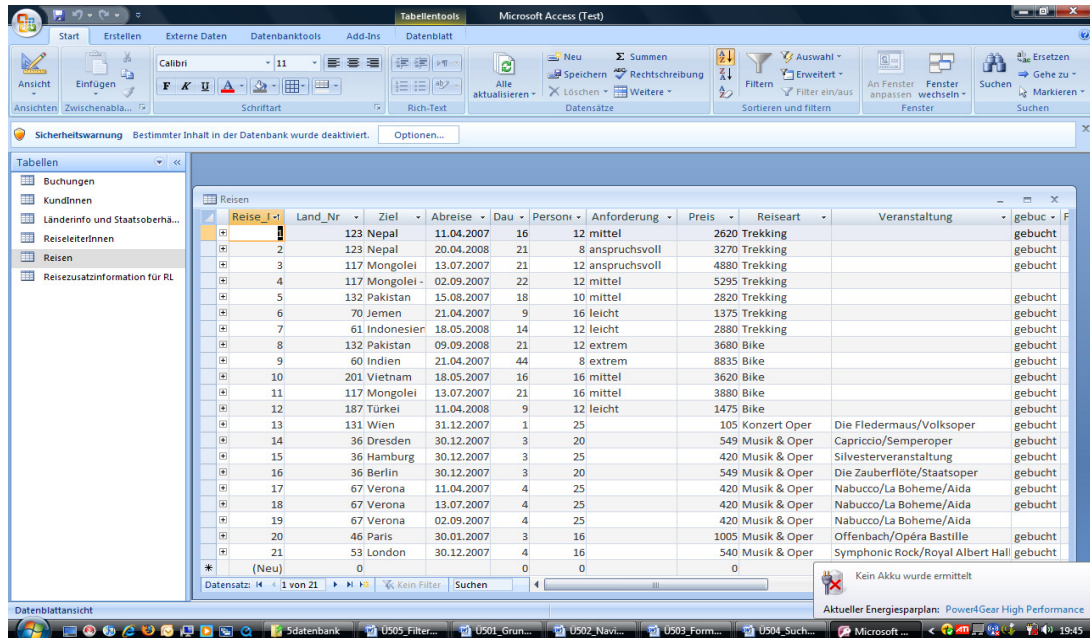 Tabellentools Microsoft Access (Test)
Start Erstellen Externe Daten Datenbanktools Add-Ins Datenblatt
Ansicht
Ansichten
Einfügen
Zwischenabla...
Calibri 11
F K U A
Schriftart
Rich-Text
Alle
aktualisieren
Neu Σ Summen
Speichern Rechtschreibung
Löschen Weitere
Datensätze
Filtern
Auswahl
Erweitert
Filter ein/aus
Sortieren und filtern
An Fenster Fenster
anpassen wechseln
Fenster
Suchen
Ersetzen
Gehe zu
Markieren
Suchen
Sicherheitswarnung Bestimmter Inhalt in der Datenbank wurde deaktiviert. Optionen...
Tabellen
Buchungen
KundInnen
Länderinfo und Staatsoberhä...
ReiseleiterInnen
Reisen
Reisezusatzinformation für RL
Reisen
Reise_ Land_Nr Ziel Abreise Dau Person Anforderung Preis Reiseart Veranstaltung gebuc F
1 123 Nepal 11.04.2007 16 12 mittel 2620 Trekking gebucht
2 123 Nepal 20.04.2008 21 8 anspruchsvoll 3270 Trekking gebucht
3 117 Mongolei 13.07.2007 21 12 anspruchsvoll 4880 Trekking gebucht
4 117 Mongolei - 02.09.2007 22 12 mittel 5295 Trekking
5 132 Pakistan 15.08.2007 18 10 mittel 2820 Trekking gebucht
6 70 Jemen 21.04.2007 9 16 leicht 1375 Trekking gebucht
7 61 Indonesien 18.05.2008 14 12 leicht 2880 Trekking gebucht
8 132 Pakistan 09.09.2008 21 12 extrem 3680 Bike gebucht
9 60 Indien 21.04.2007 44 8 extrem 8835 Bike gebucht
10 201 Vietnam 18.05.2007 16 16 mittel 3620 Bike gebucht
11 117 Mongolei 13.07.2007 21 16 mittel 3880 Bike gebucht
12 187 Türkei 11.04.2008 9 12 leicht 1475 Bike gebucht
13 131 Wien 31.12.2007 1 25 105 Konzert Oper Die Fledermaus/Volksoper gebucht
14 36 Dresden 30.12.2007 3 20 549 Musik & Oper Capriccio/Semperoper gebucht
15 36 Hamburg 30.12.2007 3 25 420 Musik & Oper Silvesterveranstaltung gebucht
16 36 Berlin 30.12.2007 3 20 549 Musik & Oper Die Zauberflöte/Staatsoper gebucht
17 67 Verona 11.04.2007 4 25 420 Musik & Oper Nabucco/La Boheme/Aida gebucht
18 67 Verona 13.07.2007 4 25 420 Musik & Oper Nabucco/La Boheme/Aida gebucht
19 67 Verona 02.09.2007 4 25 420 Musik & Oper Nabucco/La Boheme/Aida
20 46 Paris 30.01.2007 3 16 1005 Musik & Oper Offenbach/Opéra Bastille gebucht
21 53 London 30.12.2007 4 16 540 Musik & Oper Symphonic Rock/Royal Albert Hall gebucht
* (Neu) 0 0 0 0
Datensatz: 1 von 21 Kein Filter Suchen
Kein Akku wurde ermittelt
Aktueller Energiesparplan: Power4Gear High Performance
Datenblattansicht
5datenbank Ü505_Filter... Ü501_Grun... Ü502_Navi... Ü503_Form... Ü504_Such... Microsoft ... 19:45